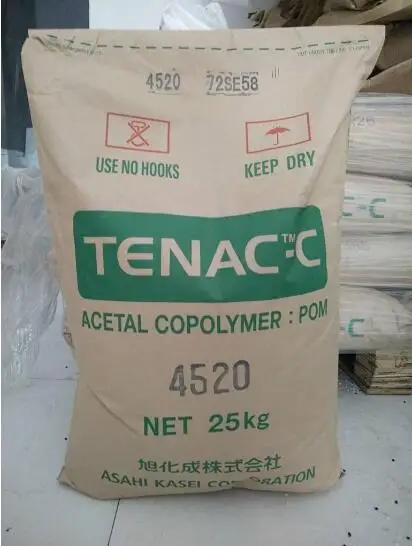 4520 72SE58
USE NO HOOKS
KEEP DRY
TENAC™-C
ACETAL COPOLYMER : POM
4520
NET 25kg
旭化成株式会社
ASAHI KASEI CORPORATION
-C
-C